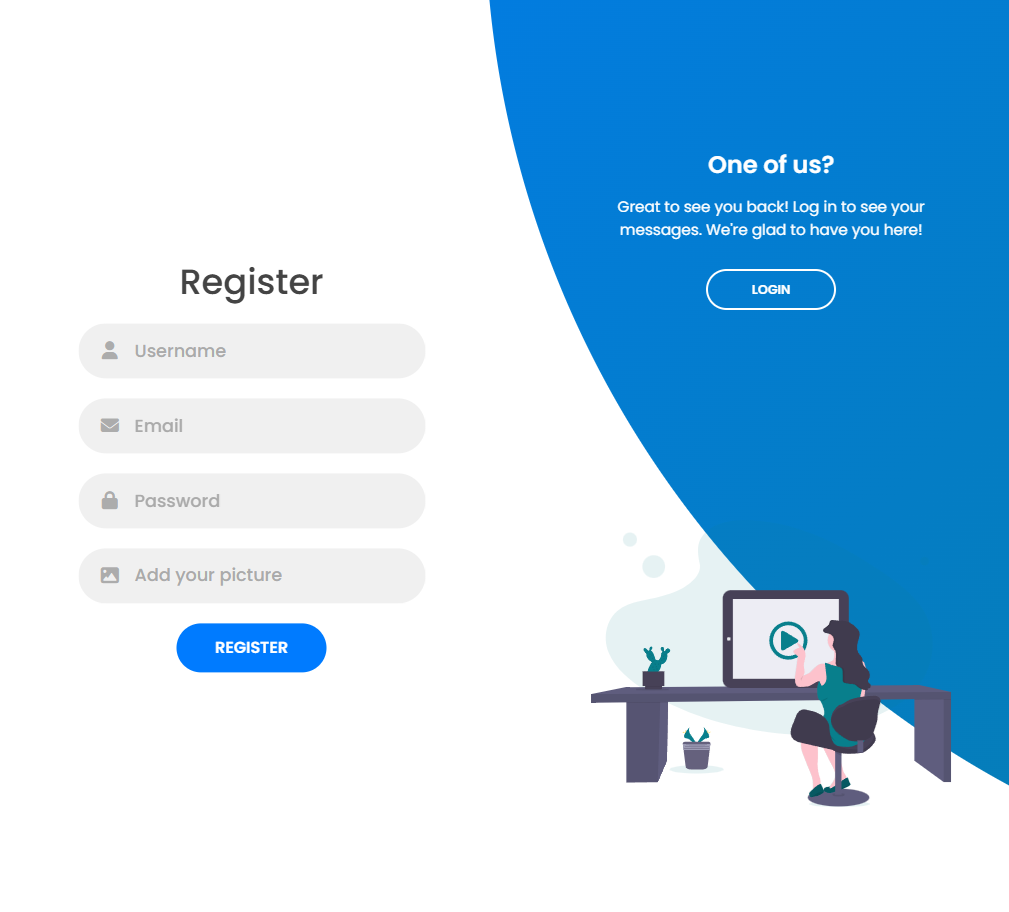 Register
Username
Email
Password
Add your picture
REGISTER
One of us?
Great to see you back! Log in to see your
messages. We're glad to have you here!
LOGIN